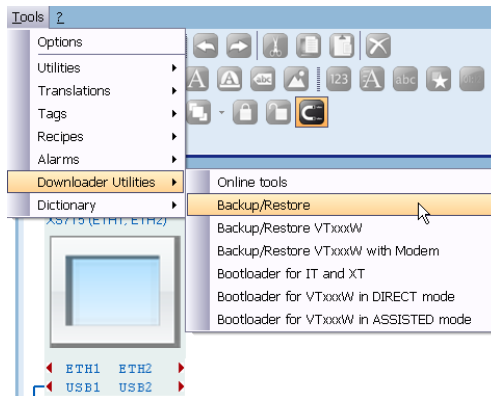 Tools ?
Options
Utilities
Translations
Tags
Recipes
Alarms
Downloader Utilities
Dictionary
Online tools
Backup/Restore
Backup/Restore VTxxxW
Backup/Restore VTxxxW with Modem
Bootloader for IT and XT
Bootloader for VTxxxW in DIRECT mode
Bootloader for VTxxxW in ASSISTED mode
A A abc 123 A abc
XS715 (ETH1, ETH2)
ETH1 ETH2
USB1 USB2